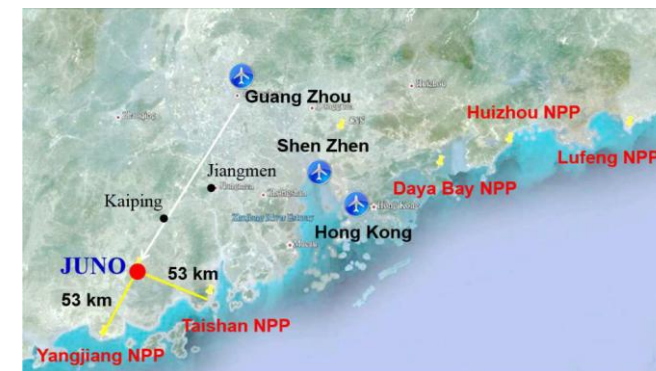 Guang Zhou
Huizhou
Huizhou NPP
Lufeng NPP
Shen Zhen
Daya Bay NPP
Jiangmen
Kaiping
Hong Kong
JUNO
53 km
53 km
Taishan NPP
Yangjiang NPP